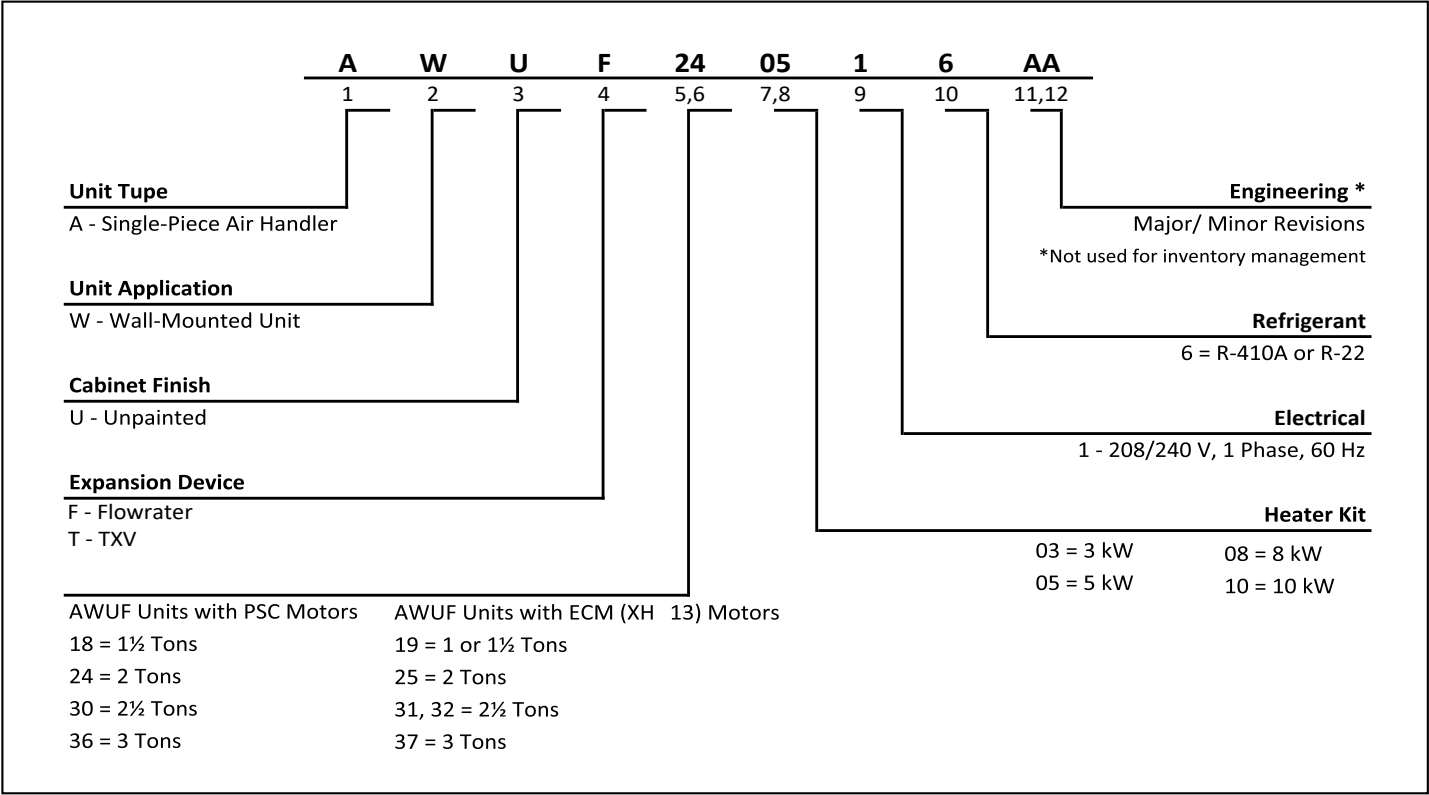 A W U F 24 05 1 6 AA
1 2 3 4 5,6 7,8 9 10 11,12
Unit Tupe
A - Single-Piece Air Handler
Unit Application
W - Wall-Mounted Unit
Cabinet Finish
U - Unpainted
Expansion Device
F - Flowrater
T - TXV
AWUF Units with PSC Motors
18 = 1½ Tons
24 = 2 Tons
30 = 2½ Tons
36 = 3 Tons
AWUF Units with ECM (XH 13) Motors
19 = 1 or 1½ Tons
25 = 2 Tons
31, 32 = 2½ Tons
37 = 3 Tons
Engineering *
Major/ Minor Revisions
*Not used for inventory management
Refrigerant
6 = R-410A or R-22
Electrical
1 - 208/240 V, 1 Phase, 60 Hz
Heater Kit
03 = 3 kW 08 = 8 kW
05 = 5 kW 10 = 10 kW